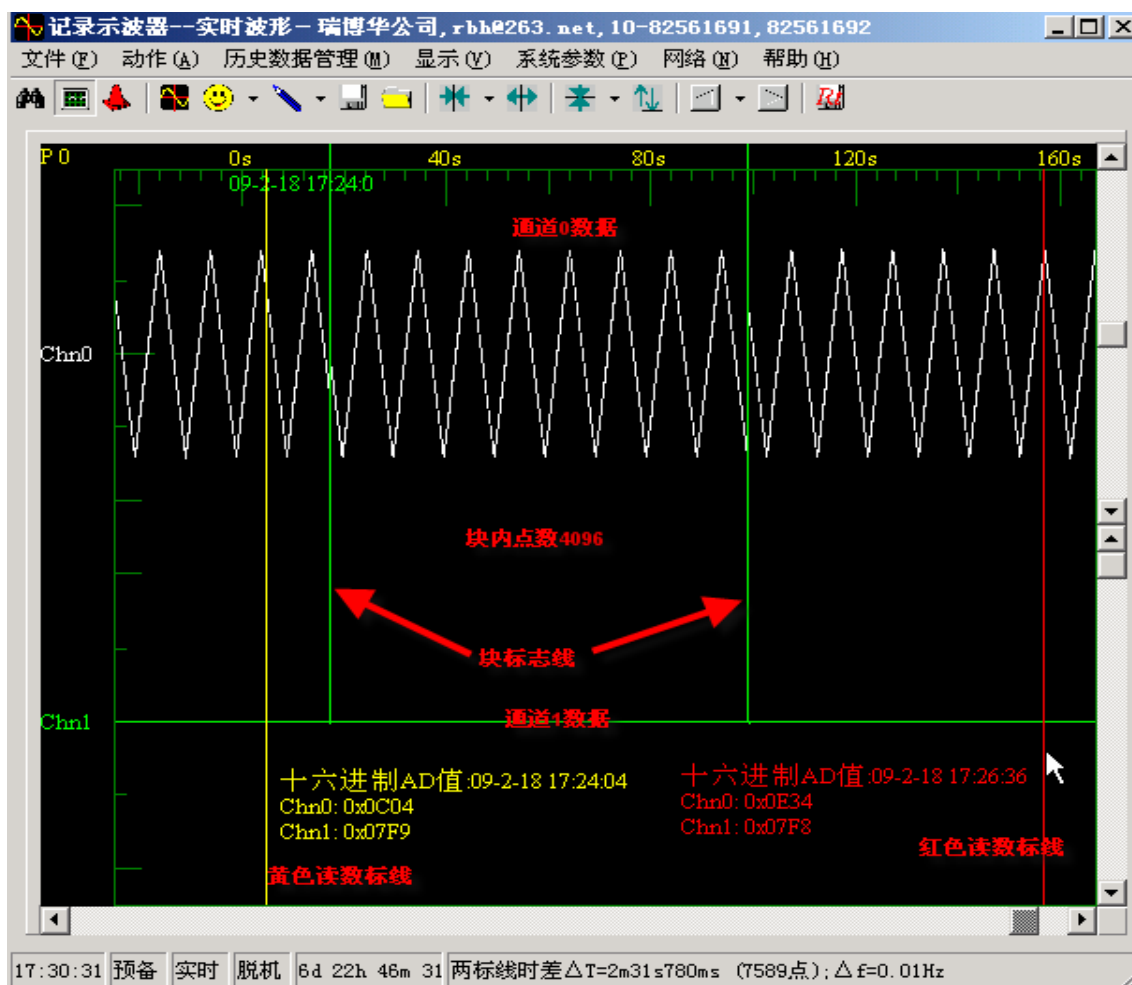 记录示波器--实时波形－瑞博华公司,rbh@263.net,10-82561691,82561692
文件(F) 动作(A) 历史数据管理(M) 显示(V) 系统参数(P) 网络(N) 帮助(H)
Rd
P 0 0s 40s 80s 120s 160s
09-2-18 17:24:0
通道0数据
Chn0
块内点数4096
块标志线
Chn1 通道1数据
十六进制AD值:09-2-18 17:24:04
Chn0: 0x0C04
Chn1: 0x07F9
十六进制AD值:09-2-18 17:26:36
Chn0: 0x0E34
Chn1: 0x07F8
红色读数标线
黄色读数标线
17:30:31 预备 实时 脱机 6d 22h 46m 31 两标线时差△T=2m31s780ms (7589点);△f=0.01Hz